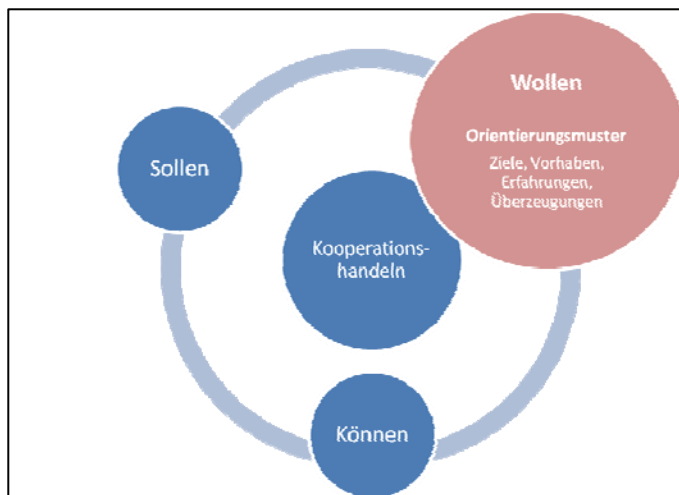 Wollen
Orientierungsmuster
Ziele, Vorhaben,
Erfahrungen,
Überzeugungen
Sollen
Kooperations-
handeln
Können